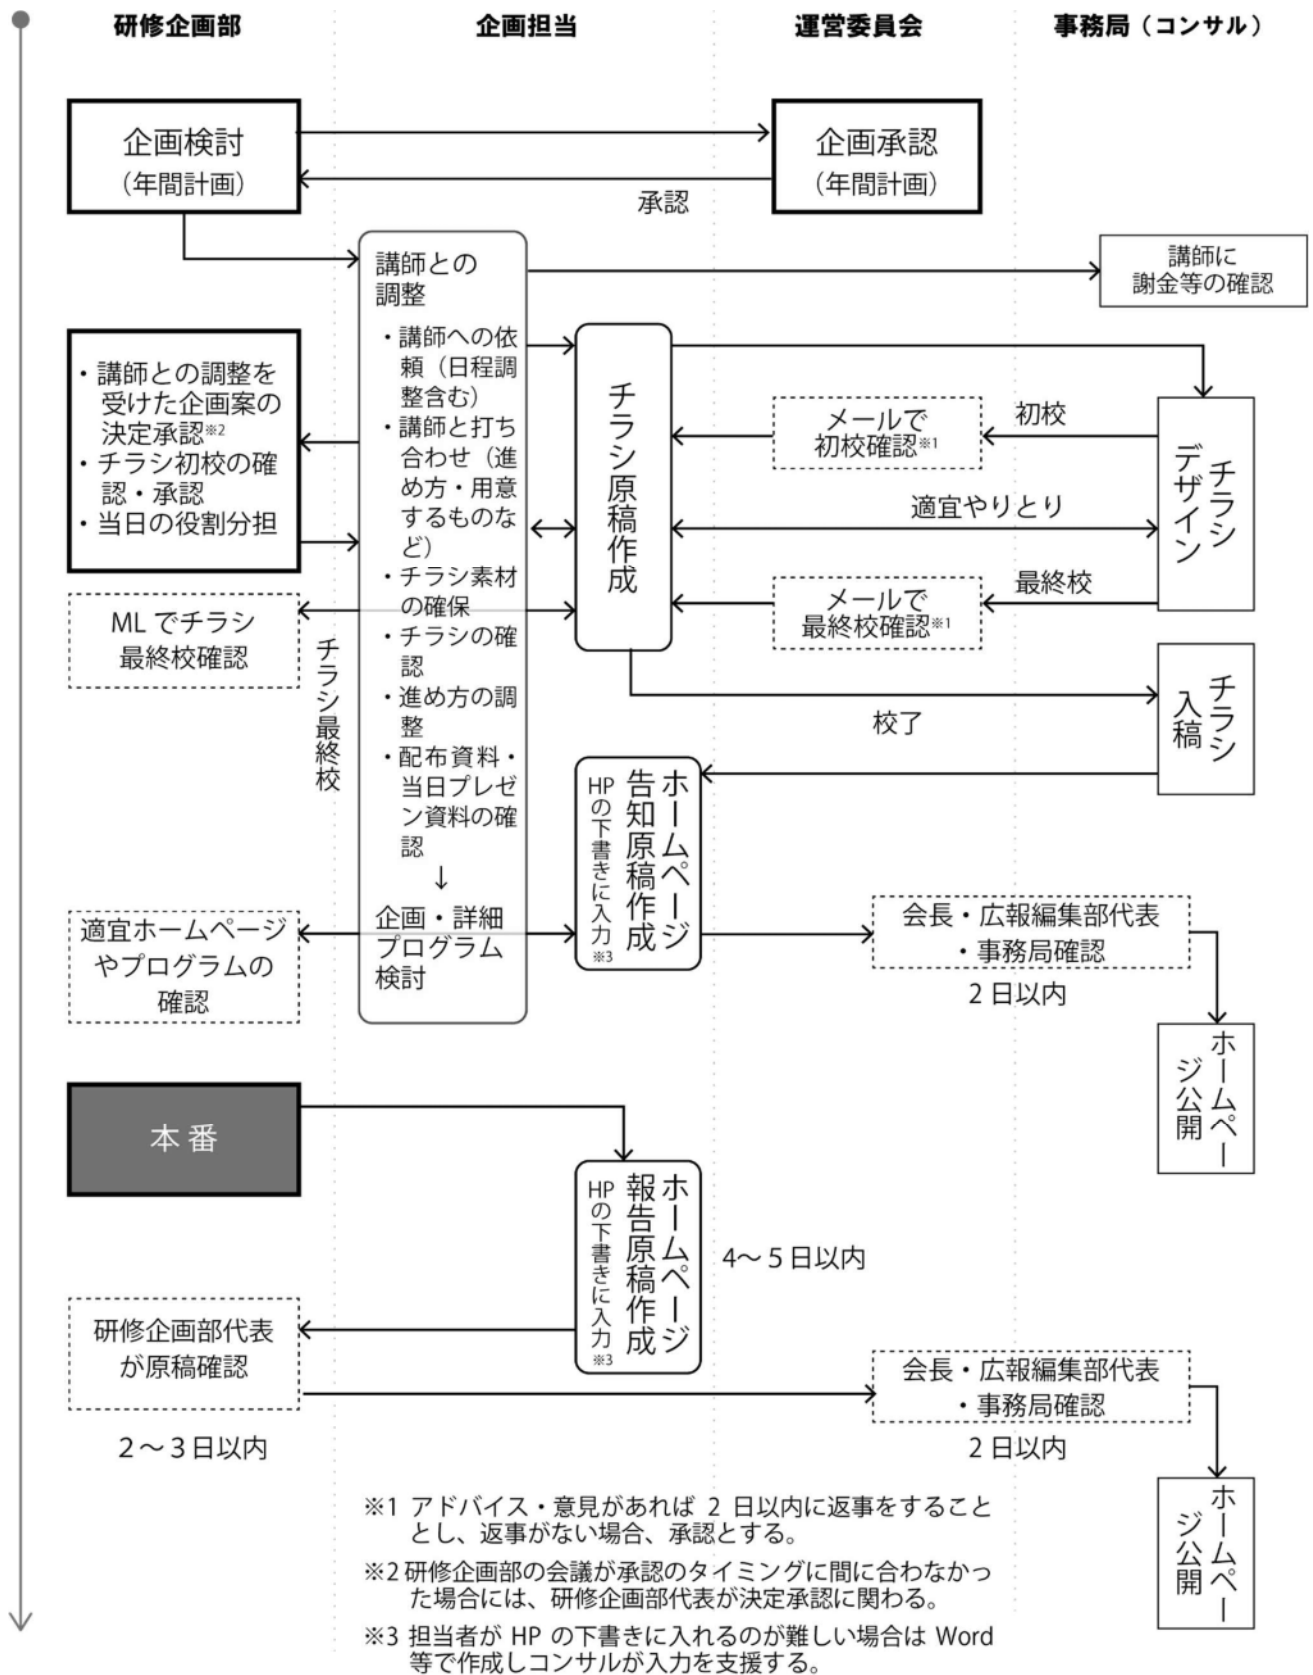 研修企画部
企画担当
運営委員会
事務局（コンサル）
企画検討
（年間計画）
企画承認
（年間計画）
承認
講師との
調整
・講師への依
頼（日程調
整含む）
・講師と打ち
合わせ（進
め方・用意
するものな
ど）
・チラシ素材
の確保
・チラシの確
認
・進め方の調
整
・配布資料・
当日プレゼ
ン資料の確
認
↓
企画・詳細
プログラム
検討
講師に
謝金等の確認
・講師との調整を
受けた企画案の
決定承認※2
・チラシ初校の確
認・承認
・当日の役割分担
チラシ原稿作成
メールで
初校確認※1
初校
チラシ
デザイン
適宜やりとり
最終校
メールで
最終校確認※1
ML でチラシ
最終校確認
チラシ最終校
校了
チラシ
入稿
ホームページ
告知原稿作成
HPの下書きに入力※3
適宜ホームページ
やプログラムの
確認
会長・広報編集部代表
・事務局確認
2 日以内
ホームペー
ジ公開
本 番
ホームページ
報告原稿作成
HPの下書きに入力※3
4～5 日以内
研修企画部代表
が原稿確認
2～3 日以内
会長・広報編集部代表
・事務局確認
2 日以内
ホームペー
ジ公開
※1 アドバイス・意見があれば 2 日以内に返事をすること
とし、返事がない場合、承認とする。
※2 研修企画部の会議が承認のタイミングに間に合わなかっ
た場合には、研修企画部代表が決定承認に関わる。
※3 担当者が HP の下書きに入れるのが難しい場合は Word
等で作成しコンサルが入力を支援する。